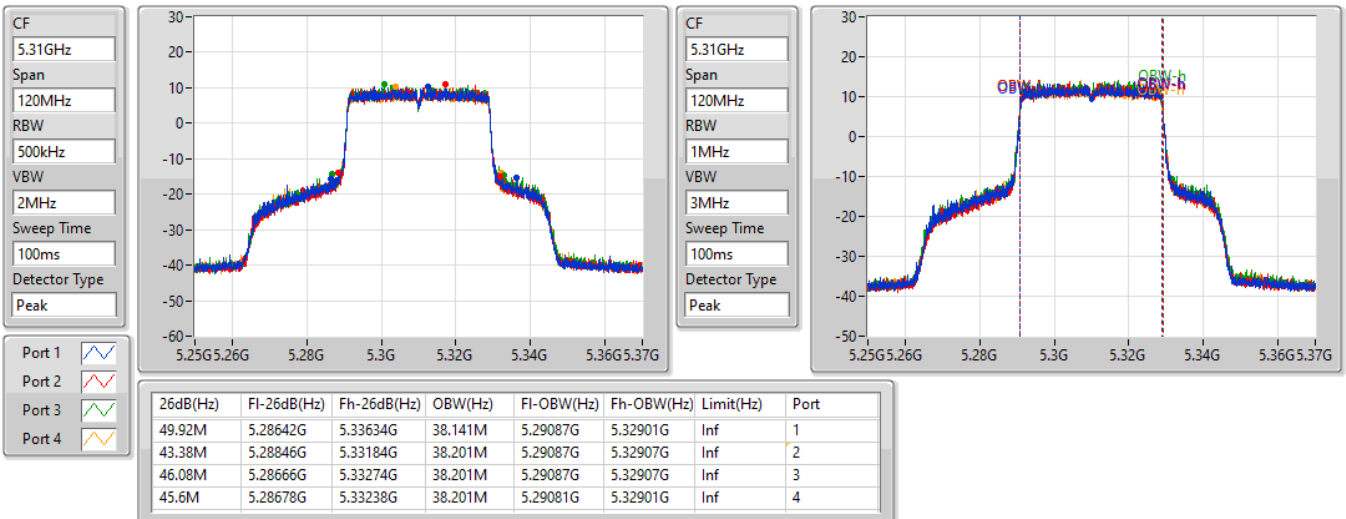 CF
5.31GHz
Span
120MHz
RBW
500kHz
VBW
2MHz
Sweep Time
100ms
Detector Type
Peak
30
20
10
0
-10
-20
-30
-40
-50
-60
5.25G 5.26G 5.28G 5.3G 5.32G 5.34G 5.36G 5.37G
CF
5.31GHz
Span
120MHz
RBW
1MHz
VBW
3MHz
Sweep Time
100ms
Detector Type
Peak
30
20
10
0
-10
-20
-30
-40
-50
OBW-h
OBW-h
5.25G 5.26G 5.28G 5.3G 5.32G 5.34G 5.36G 5.37G
Port 1
Port 2
Port 3
Port 4
26dB(Hz) Fl-26dB(Hz) Fh-26dB(Hz) OBW(Hz) Fl-OBW(Hz) Fh-OBW(Hz) Limit(Hz) Port
49.92M 5.28642G 5.33634G 38.141M 5.29087G 5.32901G Inf 1
43.38M 5.28846G 5.33184G 38.201M 5.29087G 5.32907G Inf 2
46.08M 5.28666G 5.33274G 38.201M 5.29087G 5.32907G Inf 3
45.6M 5.28678G 5.33238G 38.201M 5.29081G 5.32901G Inf 4